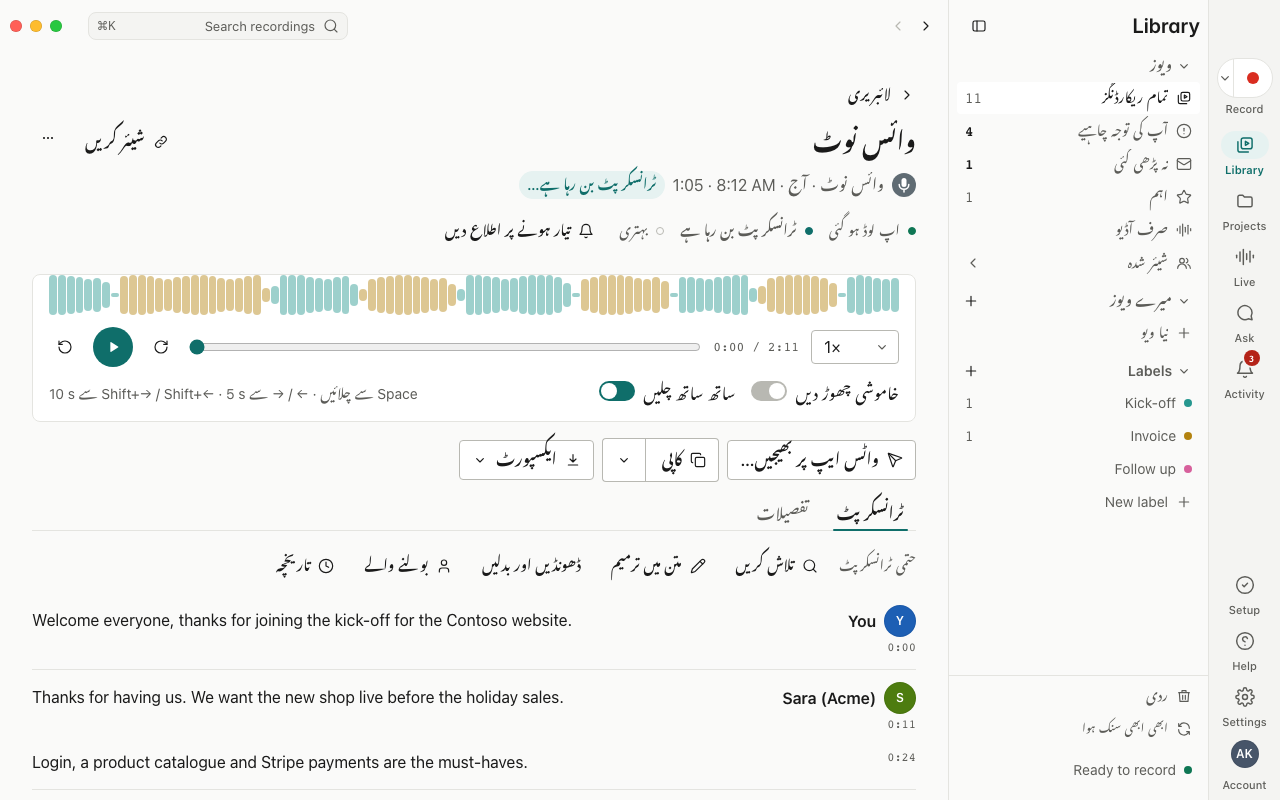 Library
Search recordings
⌘K
Record
Library
Projects
Live
Ask
3
Activity
Setup
Help
Settings
AK
Account
ویوز
تمام ریکارڈنگز 11
آپ کی توجہ چاہیے 4
نہ پڑھی گئی 1
اہم 1
صرف آڈیو
شیئر شدہ
میرے ویوز
نیا ویو
Labels
Kick-off 1
Invoice 1
Follow up
New label
ردی
ابھی ابھی سنک ہوا
Ready to record
لائبریری
وائس نوٹ
شیئر کریں
...
وائس نوٹ · آج · 8:12 AM · 1:05
ٹرانسکرپٹ بن رہا ہے...
اپ لوڈ ہو گئی
ٹرانسکرپٹ بن رہا ہے
بہتری
تیار ہونے پر اطلاع دیں
0:00 / 2:11
1x
خاموشی چھوڑ دیں
ساتھ ساتھ چلیں
Space سے چلائیں · ← / → سے 5 s · Shift+← / Shift+→ سے 10 s
واٹس ایپ پر بھیجیں...
کاپی
ایکسپورٹ
ٹرانسکرپٹ
تفصیلات
حتمی ٹرانسکرپٹ
تلاش کریں
متن میں ترمیم
ڈھونڈیں اور بدلیں
بولنے والے
تاریخچہ
Y
You
0:00
Welcome everyone, thanks for joining the kick-off for the Contoso website.
S
Sara (Acme)
0:11
Thanks for having us. We want the new shop live before the holiday sales.
0:24
Login, a product catalogue and Stripe payments are the must-haves.